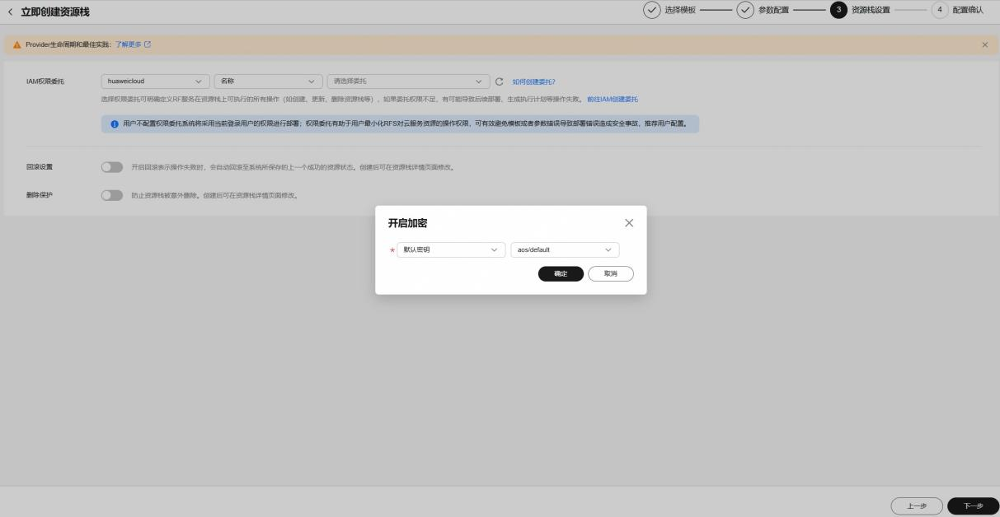 立即创建资源栈
选择模板
参数配置
3 资源栈设置
4 配置确认
Provider生命周期和最佳实践：了解更多
IAM权限委托 huaweicloud 名称 请选择委托 如何创建委托?
选择权限委托可明确定义RF服务在资源栈上可执行的所有操作（如创建、更新、删除资源栈等），如果委托权限不足，有可能导致后续部署、生成执行计划等操作失败。 前往IAM创建委托
用户不配置权限委托系统将采用当前登录用户的权限进行部署；权限委托有助于用户最小化RFS对云服务资源的操作权限，可有效避免模板或者参数错误导致部署错误造成安全事故，推荐用户配置。
回滚设置 开启回滚表示操作失败时，会自动回滚至系统所保存的上一个成功的资源状态。创建后可在资源栈详情页面修改。
删除保护 防止资源栈被意外删除。创建后可在资源栈详情页面修改。
开启加密
* 默认密钥 aos/default
确定 取消
上一步 下一步